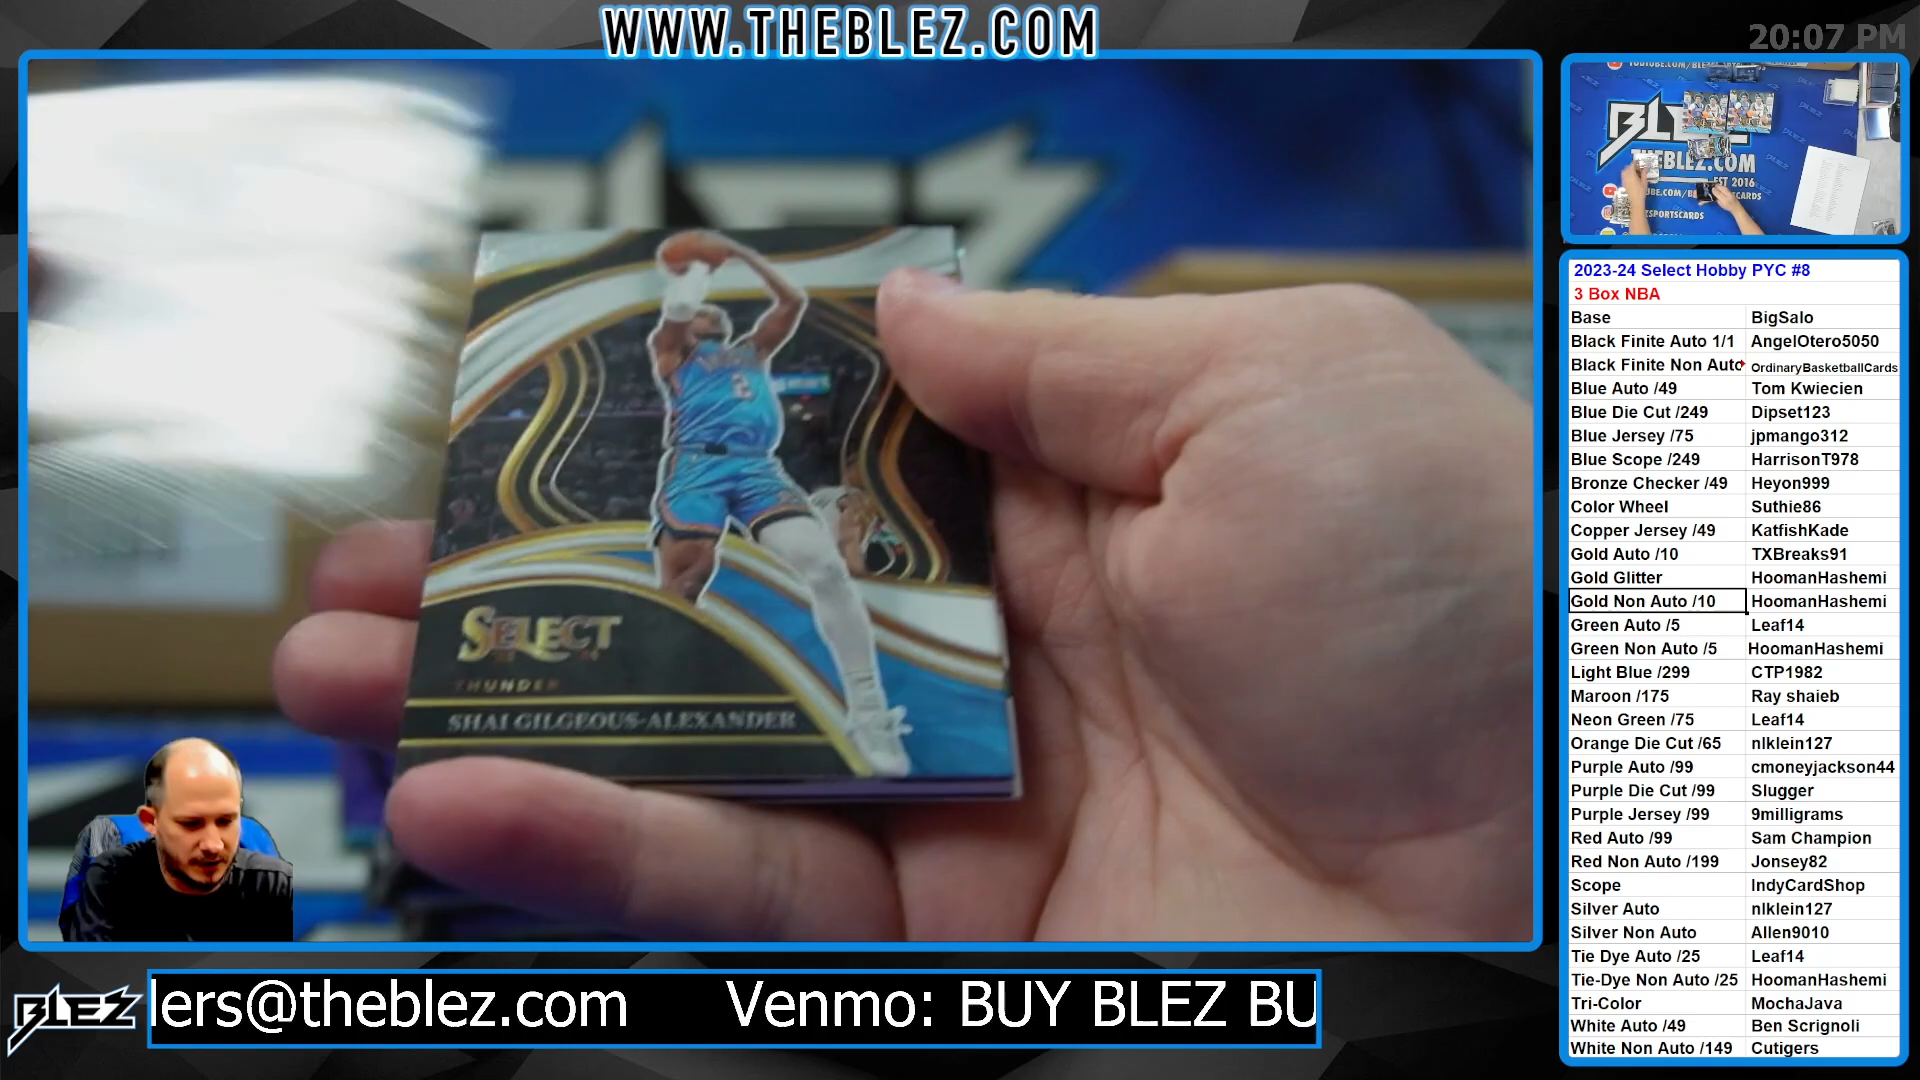 WWW.THEBLEZ.COM
20:07 PM
BLEZ
THEBLEZ.COM
EST 2016
SELECT
THUNDER
SHAI GILGEOUS-ALEXANDER
2
2023-24 Select Hobby PYC #8
3 Box NBA
Base BigSalo
Black Finite Auto 1/1 AngelOtero5050
Black Finite Non Auto OrdinaryBasketballCards
Blue Auto /49 Tom Kwiecien
Blue Die Cut /249 Dipset123
Blue Jersey /75 jpmango312
Blue Scope /249 HarrisonT978
Bronze Checker /49 Heyon999
Color Wheel Suthie86
Copper Jersey /49 KatfishKade
Gold Auto /10 TXBreaks91
Gold Glitter HoomanHashemi
Gold Non Auto /10 HoomanHashemi
Green Auto /5 Leaf14
Green Non Auto /5 HoomanHashemi
Light Blue /299 CTP1982
Maroon /175 Ray shaieb
Neon Green /75 Leaf14
Orange Die Cut /65 nlklein127
Purple Auto /99 cmoneyjackson44
Purple Die Cut /99 Slugger
Purple Jersey /99 9milligrams
Red Auto /99 Sam Champion
Red Non Auto /199 Jonsey82
Scope IndyCardShop
Silver Auto nlklein127
Silver Non Auto Allen9010
Tie Dye Auto /25 Leaf14
Tie-Dye Non Auto /25 HoomanHashemi
Tri-Color MochaJava
White Auto /49 Ben Scrignoli
White Non Auto /149 Cutigers
BLEZ
lers@theblez.com Venmo: BUY BLEZ BU